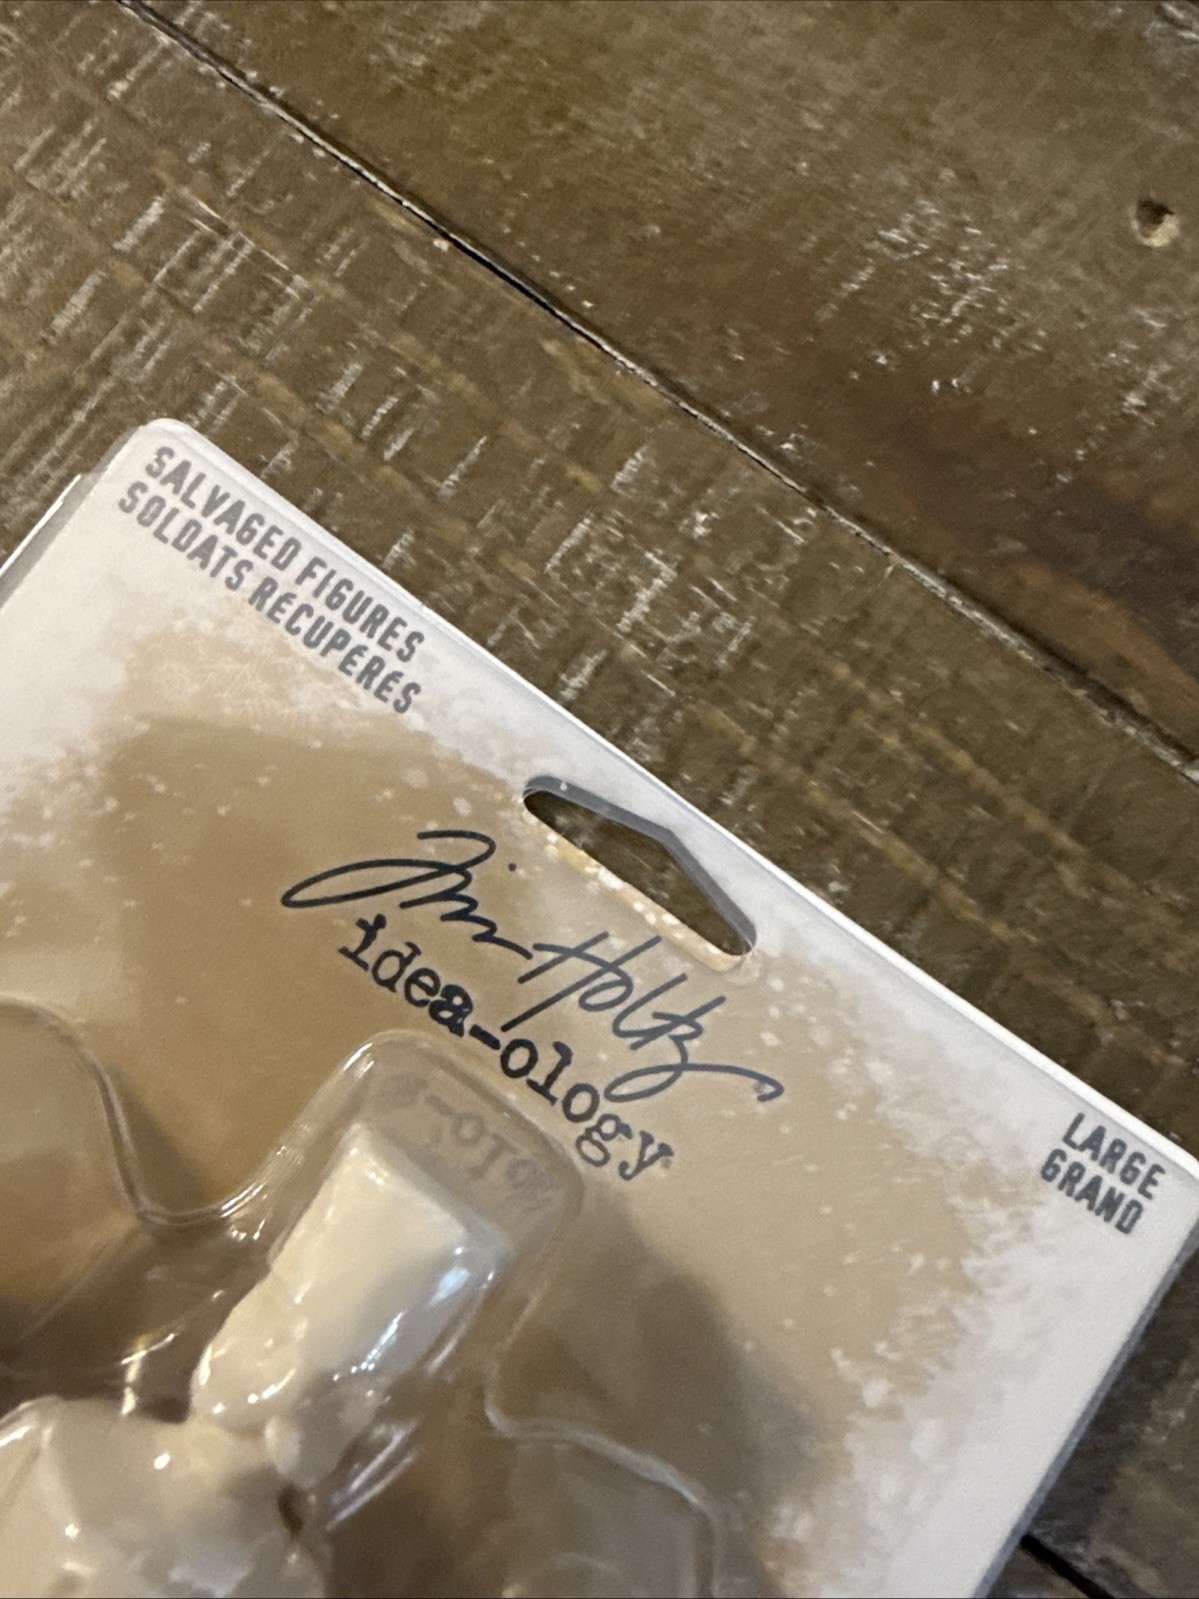 SALVAGED FIGURES
SOLDATS RÉCUPÉRÉS
Tim Holtz
idea-ology
LARGE
GRAND